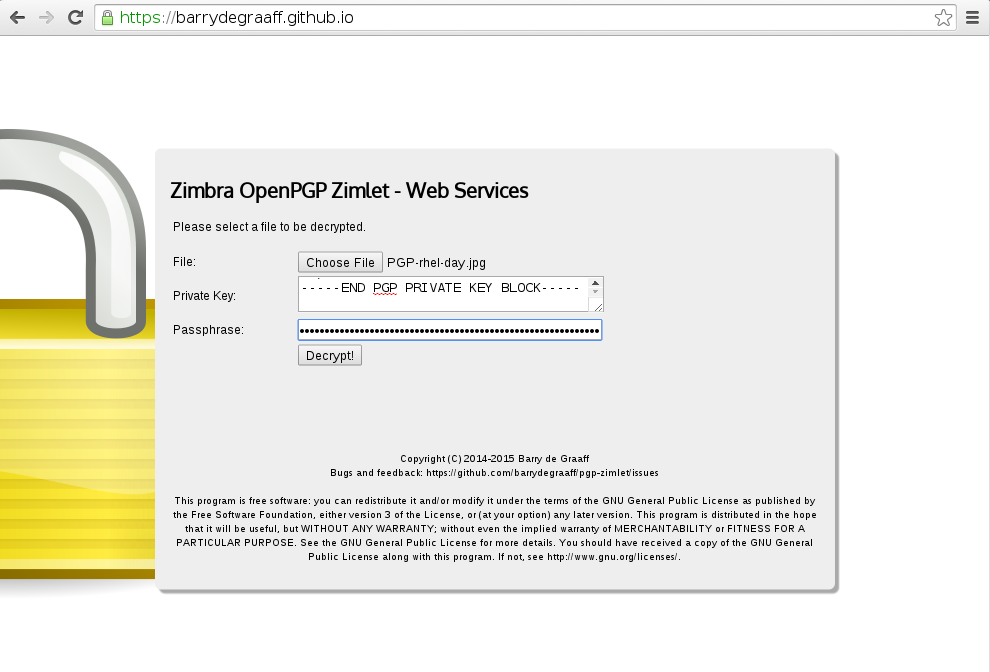 https://barrydegraaff.github.io
Zimbra OpenPGP Zimlet - Web Services
Please select a file to be decrypted.
File:
Choose File PGP-rhel-day.jpg
Private Key:
-----END PGP PRIVATE KEY BLOCK-----
Passphrase:
Decrypt!
Copyright (C) 2014-2015 Barry de Graaff
Bugs and feedback: https://github.com/barrydegraaff/pgp-zimlet/issues
This program is free software: you can redistribute it and/or modify it under the terms of the GNU General Public License as published by
the Free Software Foundation, either version 3 of the License, or (at your option) any later version. This program is distributed in the hope
that it will be useful, but WITHOUT ANY WARRANTY; without even the implied warranty of MERCHANTABILITY or FITNESS FOR A
PARTICULAR PURPOSE. See the GNU General Public License for more details. You should have received a copy of the GNU General
Public License along with this program. If not, see http://www.gnu.org/licenses/.